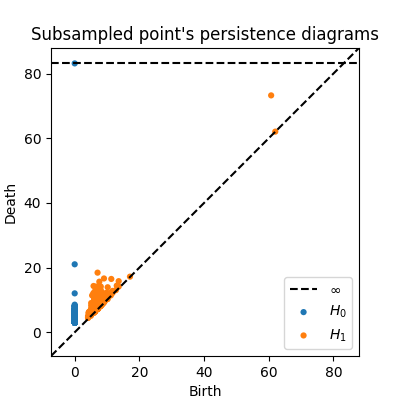 Subsampled point's persistence diagrams
Death
80
60
40
20
0
∞
H₀
H₁
0 20 40 60 80
Birth